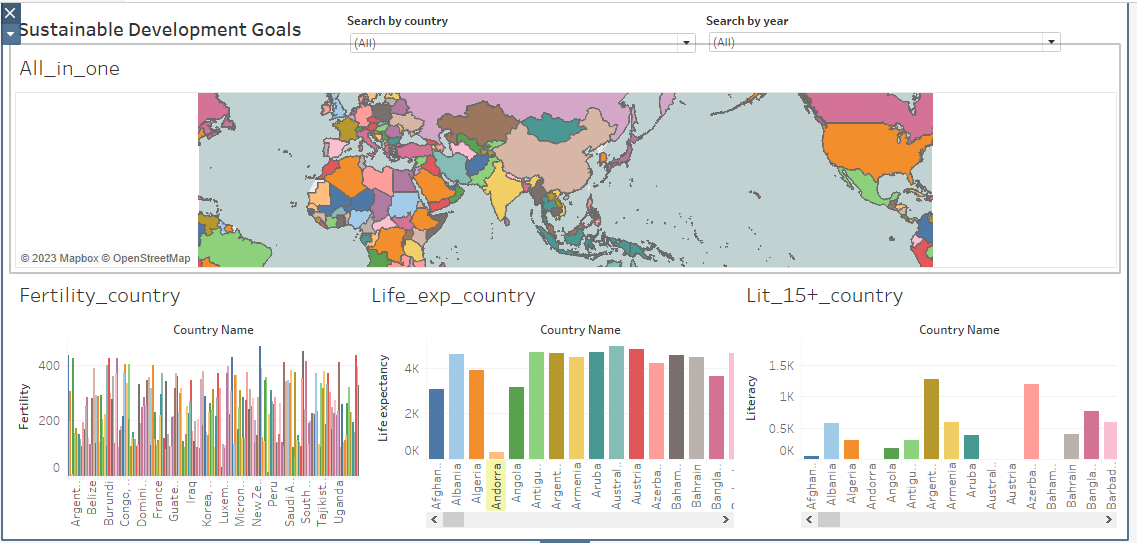 Sustainable Development Goals
Search by country
(All)
Search by year
(All)
All_in_one
© 2023 Mapbox © OpenStreetMap
Fertility_country
Country Name
Fertility
400
200
0
Argent..
Belize
Burundi
Congo, ..
Domini..
France
Guate..
Iraq
Korea, ..
Luxem..
Micron..
New Ze..
Peru
Saudi A..
South ..
Tajikist..
Uganda
Life_exp_country
Country Name
Life expectancy
4K
2K
0K
Afghan..
Albania
Algeria
Andorra
Angola
Antigu..
Argent..
Armenia
Aruba
Austral..
Austria
Azerba..
Baham..
Bahrain
Bangla..
Lit_15+_country
Country Name
Literacy
1.5K
1K
0.5K
0K
Afghan..
Albania
Algeria
Andorra
Angola
Antigu..
Argent..
Armenia
Aruba
Austral..
Austria
Azerba..
Baham..
Bahrain
Bangla..
Barbad..